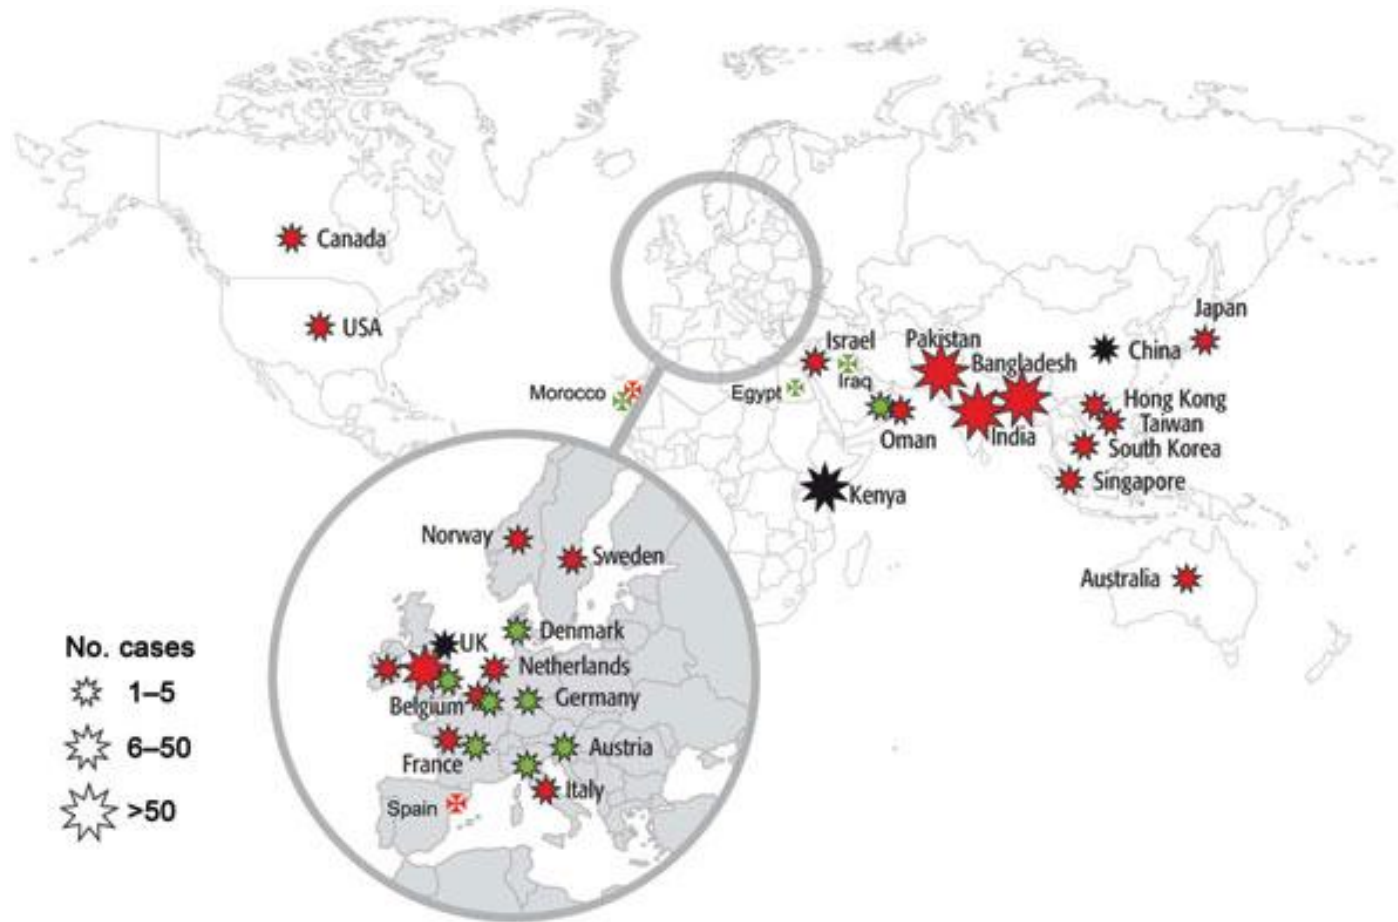 Canada
USA
Japan
Israel
Pakistan
China
Bangladesh
Morocco
Egypt
Iraq
Hong Kong
Taiwan
Oman
India
South Korea
Singapore
Kenya
Norway
Sweden
Australia
Denmark
UK
Netherlands
Belgium
Germany
Austria
France
Italy
Spain
No. cases
1–5
6–50
>50